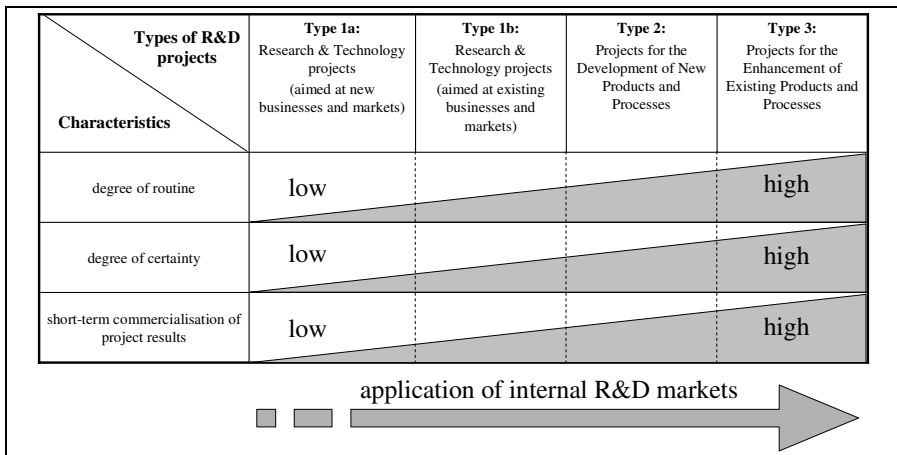 Types of R&D
projects
Characteristics
Type 1a:
Research & Technology
projects
(aimed at new
businesses and markets)
Type 1b:
Research &
Technology projects
(aimed at existing
businesses and
markets)
Type 2:
Projects for the
Development of New
Products and
Processes
Type 3:
Projects for the
Enhancement of
Existing Products and
Processes
degree of routine
low
high
degree of certainty
low
high
short-term commercialisation of
project results
low
high
application of internal R&D markets